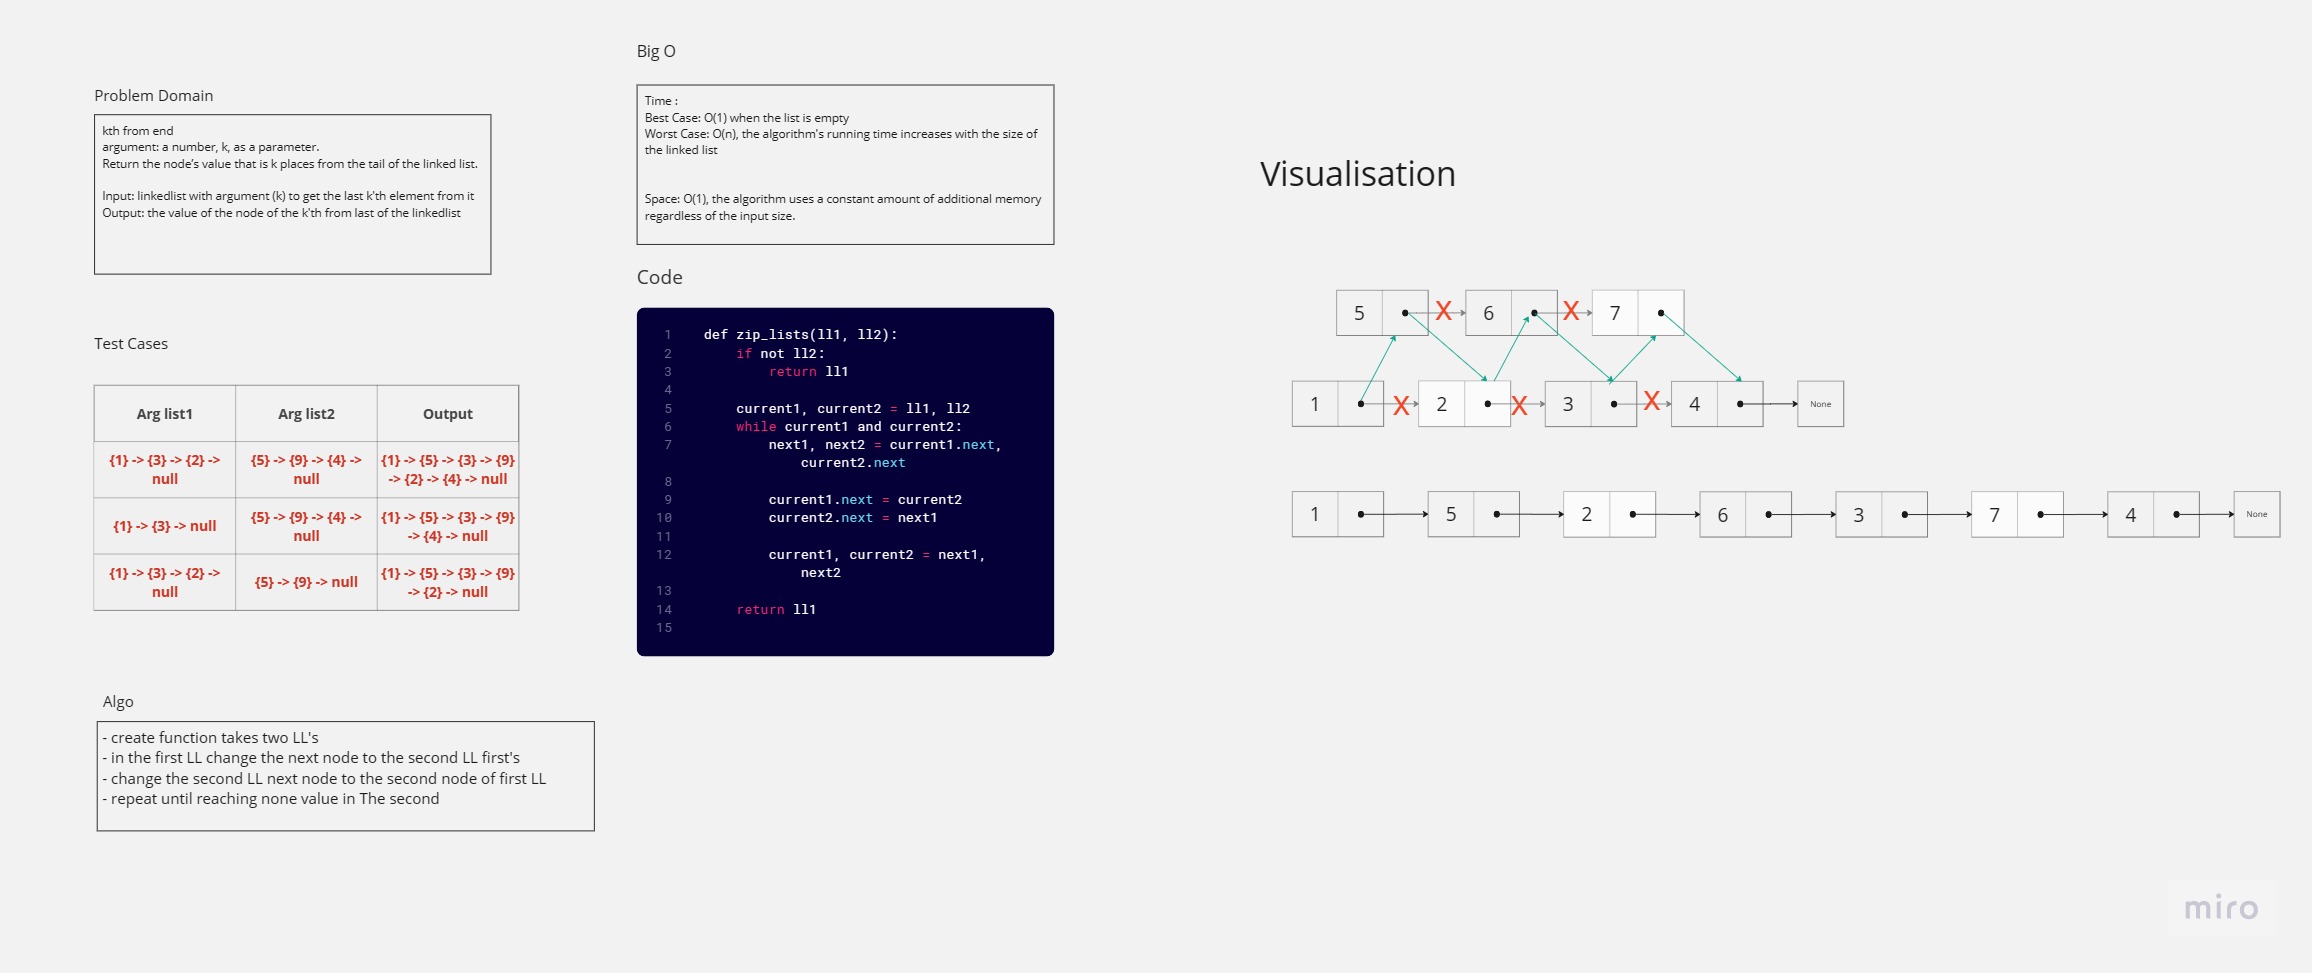 Problem Domain
kth from end
argument: a number, k, as a parameter.
Return the node's value that is k places from the tail of the linked list.
Input: linkedlist with argument (k) to get the last k'th element from it
Output: the value of the node of the k'th from last of the linkedlist
Test Cases
Arg list1 Arg list2 Output
{1} -> {3} -> {2} ->
null
{5} -> {9} -> {4} ->
null
{1} -> {5} -> {3} -> {9}
-> {2} -> {4} -> null
{1} -> {3} -> null
{5} -> {9} -> {4} ->
null
{1} -> {5} -> {3} -> {9}
-> {4} -> null
{1} -> {3} -> {2} ->
null
{5} -> {9} -> null
{1} -> {5} -> {3} -> {9}
-> {2} -> null
Algo
- create function takes two LL's
- in the first LL change the next node to the second LL first's
- change the second LL next node to the second node of first LL
- repeat until reaching none value in The second
Big O
Time :
Best Case: O(1) when the list is empty
Worst Case: O(n), the algorithm's running time increases with the size of
the linked list
Space: O(1), the algorithm uses a constant amount of additional memory
regardless of the input size.
Code
1 def zip_lists(ll1, ll2):
2 if not ll2:
3 return ll1
4
5 current1, current2 = ll1, ll2
6 while current1 and current2:
7 next1, next2 = current1.next,
current2.next
8
9 current1.next = current2
10 current2.next = next1
11
12 current1, current2 = next1,
next2
13
14 return ll1
15
Visualisation
5 X 6 X 7
1 X 2 X 3 X 4 None
1 5 2 6 3 7 4 None
miro